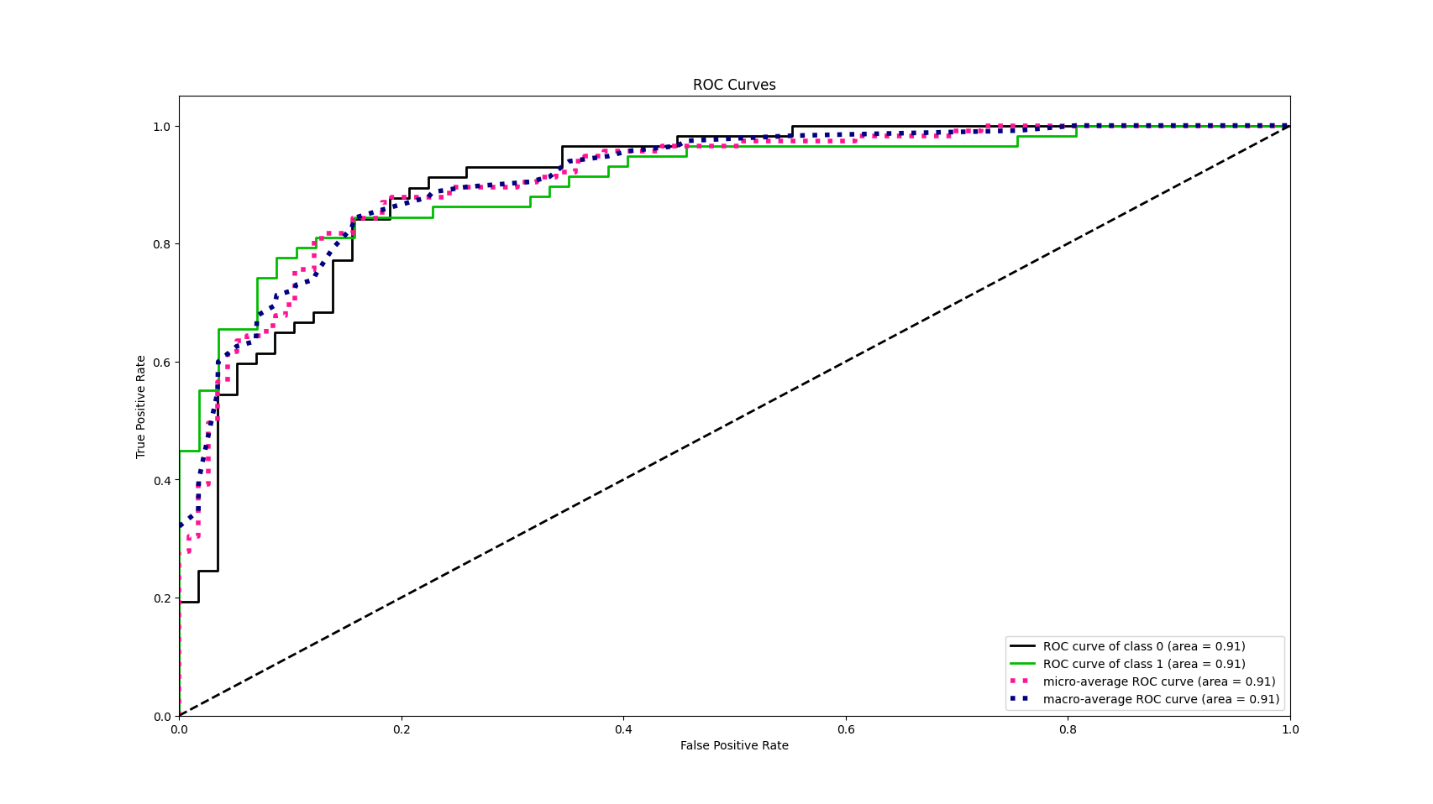 ROC Curves
1.0
0.8
0.6
0.4
0.2
0.0
True Positive Rate
0.0 0.2 0.4 0.6 0.8 1.0
False Positive Rate
ROC curve of class 0 (area = 0.91)
ROC curve of class 1 (area = 0.91)
micro-average ROC curve (area = 0.91)
macro-average ROC curve (area = 0.91)